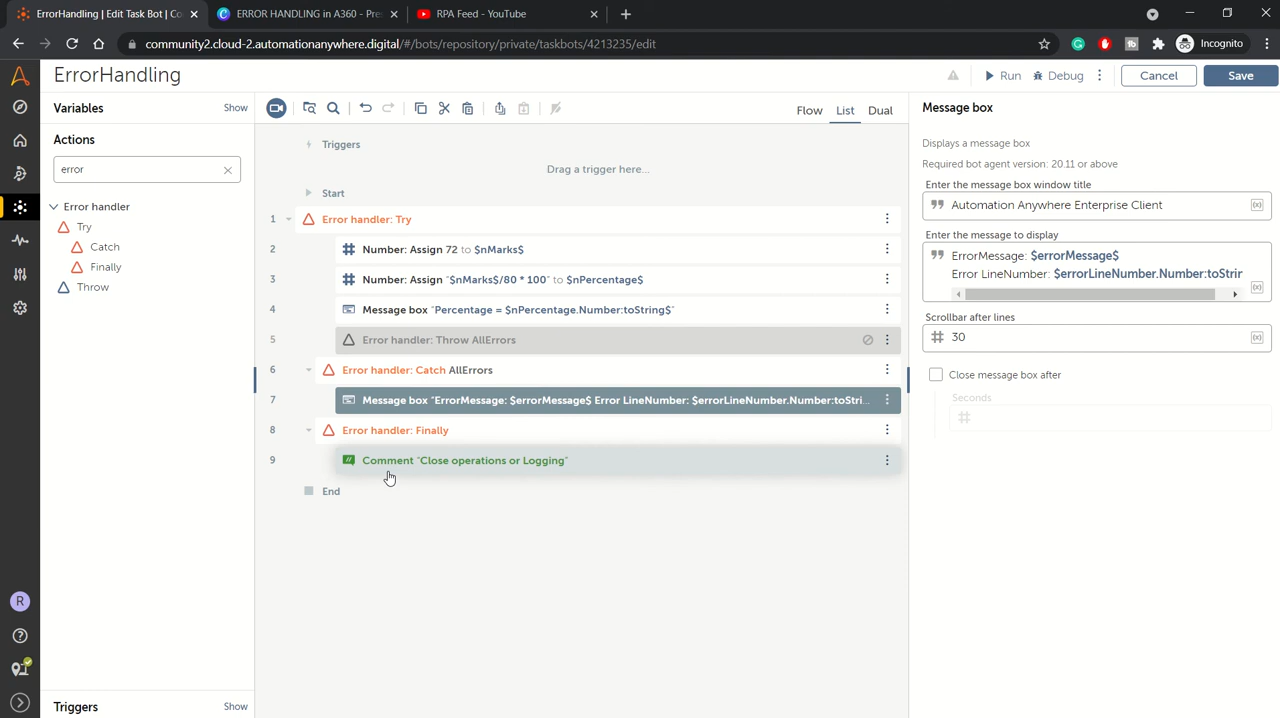 ErrorHandling | Edit Task Bot | Co
ERROR HANDLING in A360 - Pre
RPA Feed - YouTube
community2.cloud-2.automationanywhere.digital/#/bots/repository/private/taskbots/4213235/edit
Incognito
ErrorHandling
Run
Debug
Cancel
Save
Variables
Show
Flow
List
Dual
Message box
Actions
error
Error handler
Try
Catch
Finally
Throw
Triggers
Drag a trigger here...
Start
1 Error handler: Try
2 Number: Assign 72 to $nMarks$
3 Number: Assign "$nMarks$/80 * 100" to $nPercentage$
4 Message box "Percentage = $nPercentage.Number:toString$"
5 Error handler: Throw AllErrors
6 Error handler: Catch AllErrors
7 Message box "ErrorMessage: $errorMessage$ Error LineNumber: $errorLineNumber.Number:toStri...
8 Error handler: Finally
9 Comment "Close operations or Logging"
End
Displays a message box
Required bot agent version: 20.11 or above
Enter the message box window title
Automation Anywhere Enterprise Client
Enter the message to display
ErrorMessage: $errorMessage$
Error LineNumber: $errorLineNumber.Number:toStrir
Scrollbar after lines
30
Close message box after
Seconds
R
Triggers
Show